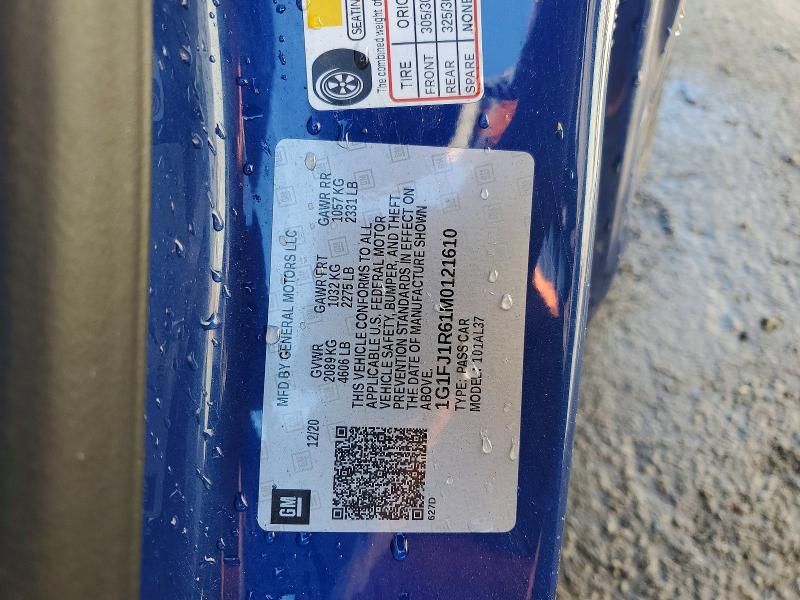 SEATING
The combined weight of
TIRE
FRONT
REAR
SPARE
NONE
MFD BY GENERAL MOTORS LLC
12/20
GVWR GAWR FRT GAWR RR
2089 KG 1032 KG 1057 KG
4606 LB 2275 LB 2331 LB
THIS VEHICLE CONFORMS TO ALL
APPLICABLE U.S. FEDERAL MOTOR
VEHICLE SAFETY, BUMPER, AND THEFT
PREVENTION STANDARDS IN EFFECT ON
THE DATE OF MANUFACTURE SHOWN
ABOVE.
1G1FJ1R61M0121610
TYPE: PASS CAR
MODEL: 101AL37
GM
627D